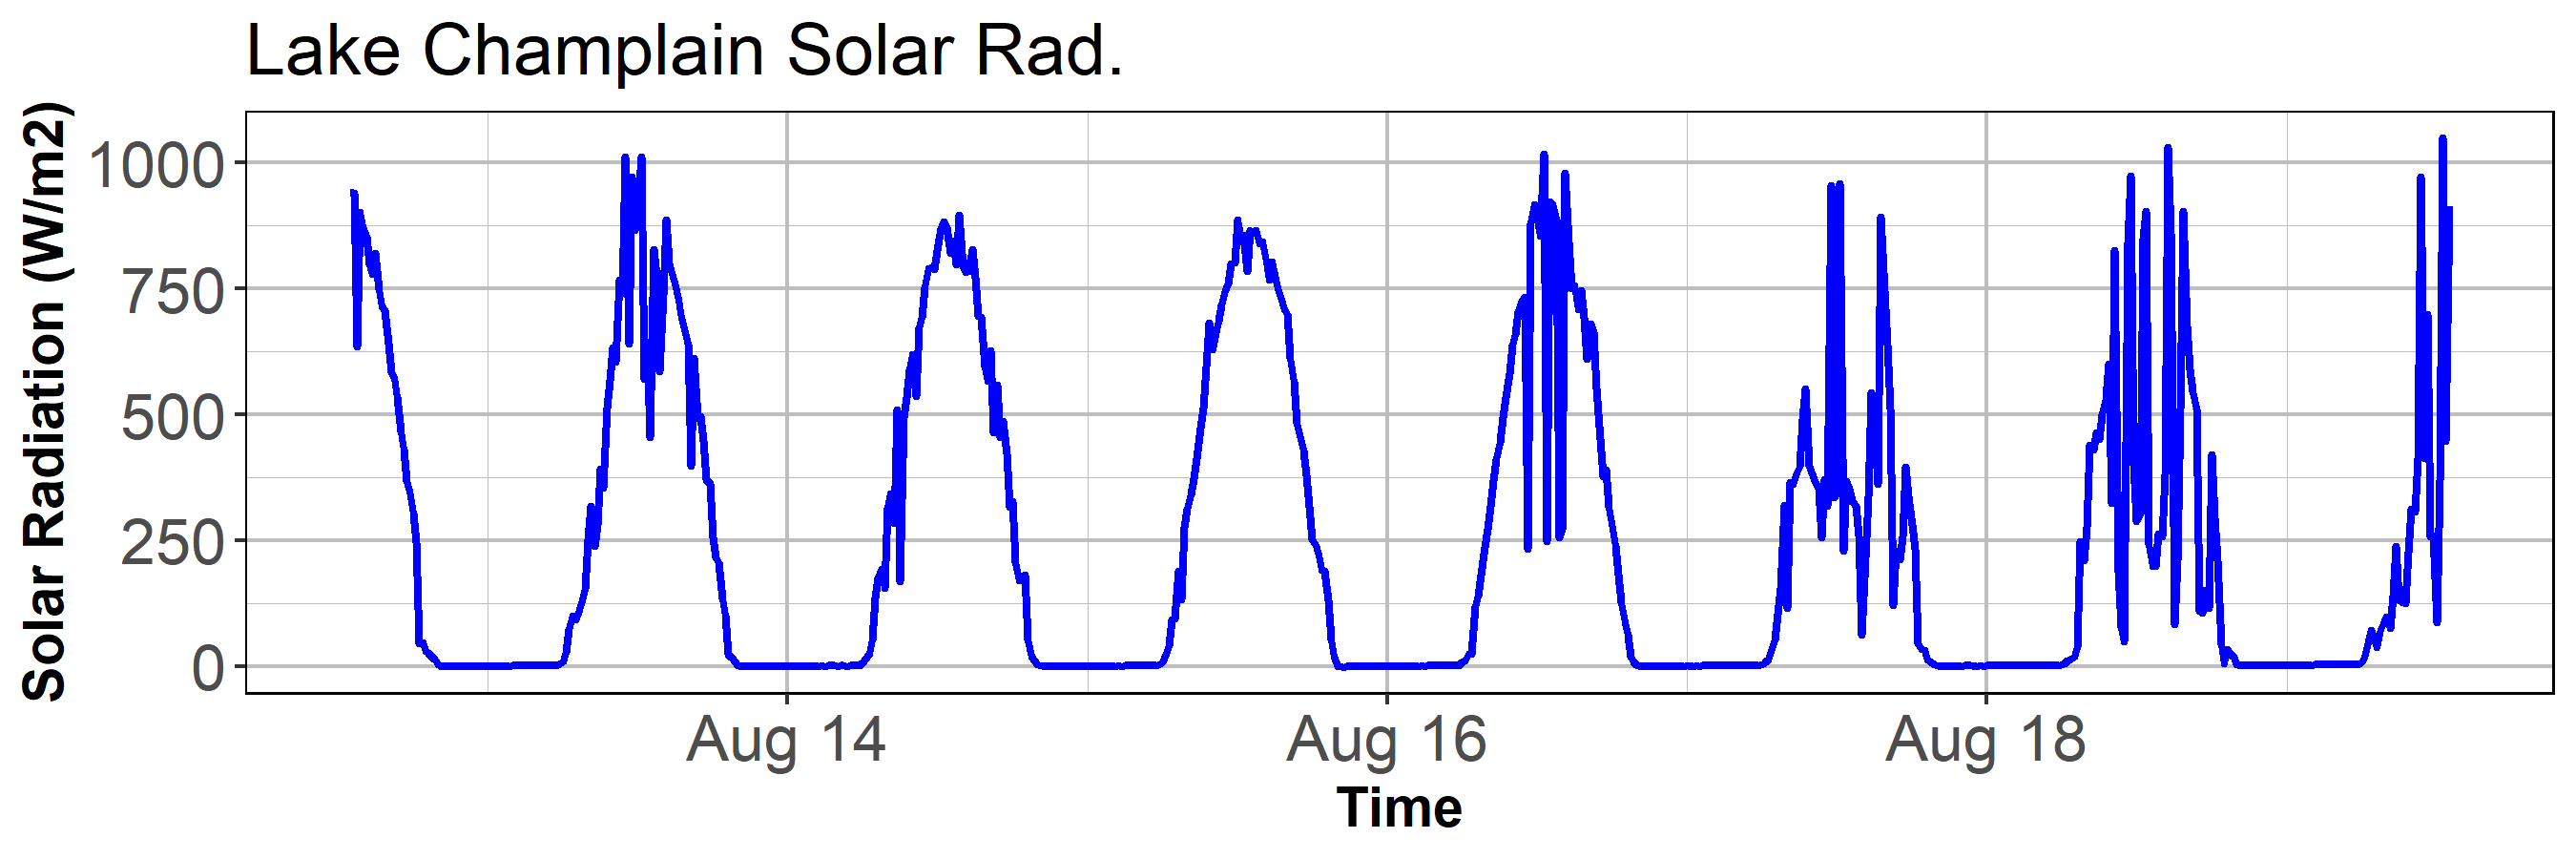 Lake Champlain Solar Rad.
Solar Radiation (W/m2)
1000
750
500
250
0
Aug 14 Aug 16 Aug 18
Time